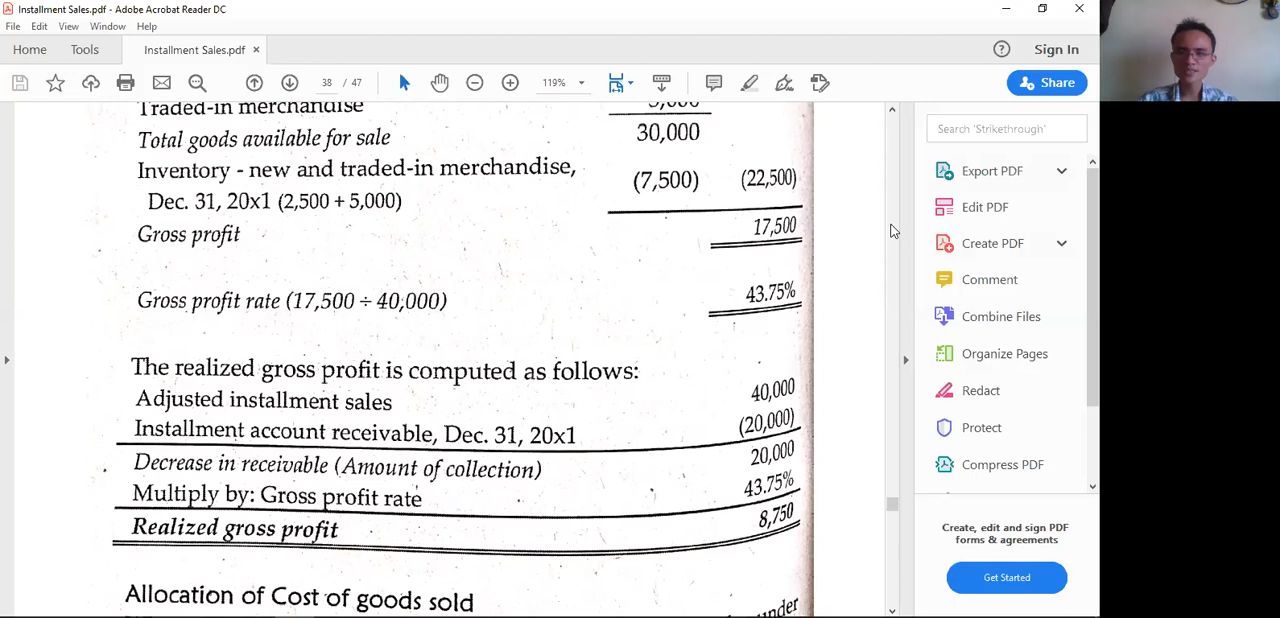 Installment Sales.pdf - Adobe Acrobat Reader DC
File Edit View Window Help
Home Tools Installment Sales.pdf × Sign In
38 / 47 119% Share
Traded-in merchandise 5,000
Total goods available for sale 30,000
Inventory - new and traded-in merchandise,
Dec. 31, 20x1 (2,500 + 5,000) (7,500) (22,500)
Gross profit 17,500
Gross profit rate (17,500 ÷ 40,000) 43.75%
The realized gross profit is computed as follows:
Adjusted installment sales 40,000
Installment account receivable, Dec. 31, 20x1 (20,000)
Decrease in receivable (Amount of collection) 20,000
Multiply by: Gross profit rate 43.75%
Realized gross profit 8,750
Allocation of Cost of goods sold
under
Search 'Strikethrough'
Export PDF
Edit PDF
Create PDF
Comment
Combine Files
Organize Pages
Redact
Protect
Compress PDF
Create, edit and sign PDF
forms & agreements
Get Started